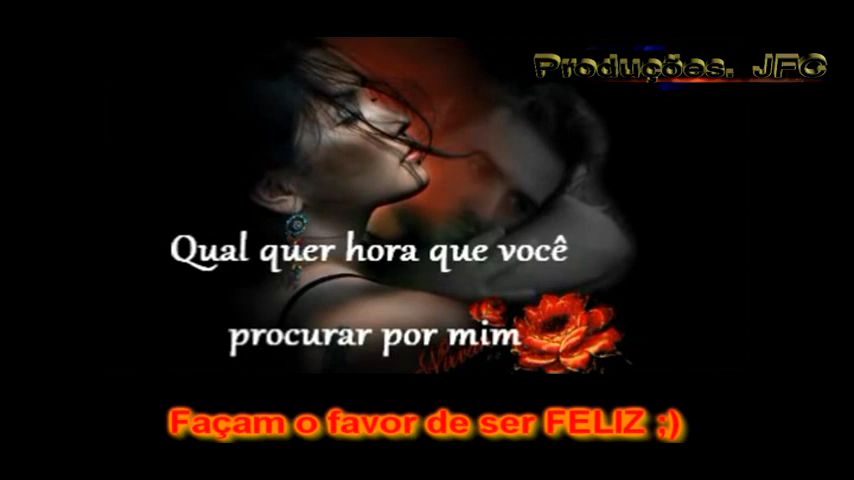 Produções. JFC
Qual quer hora que você
procurar por mim
Façam o favor de ser FELIZ ;)